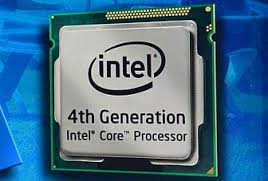 intel
4th Generation
Intel® Core™ Processor